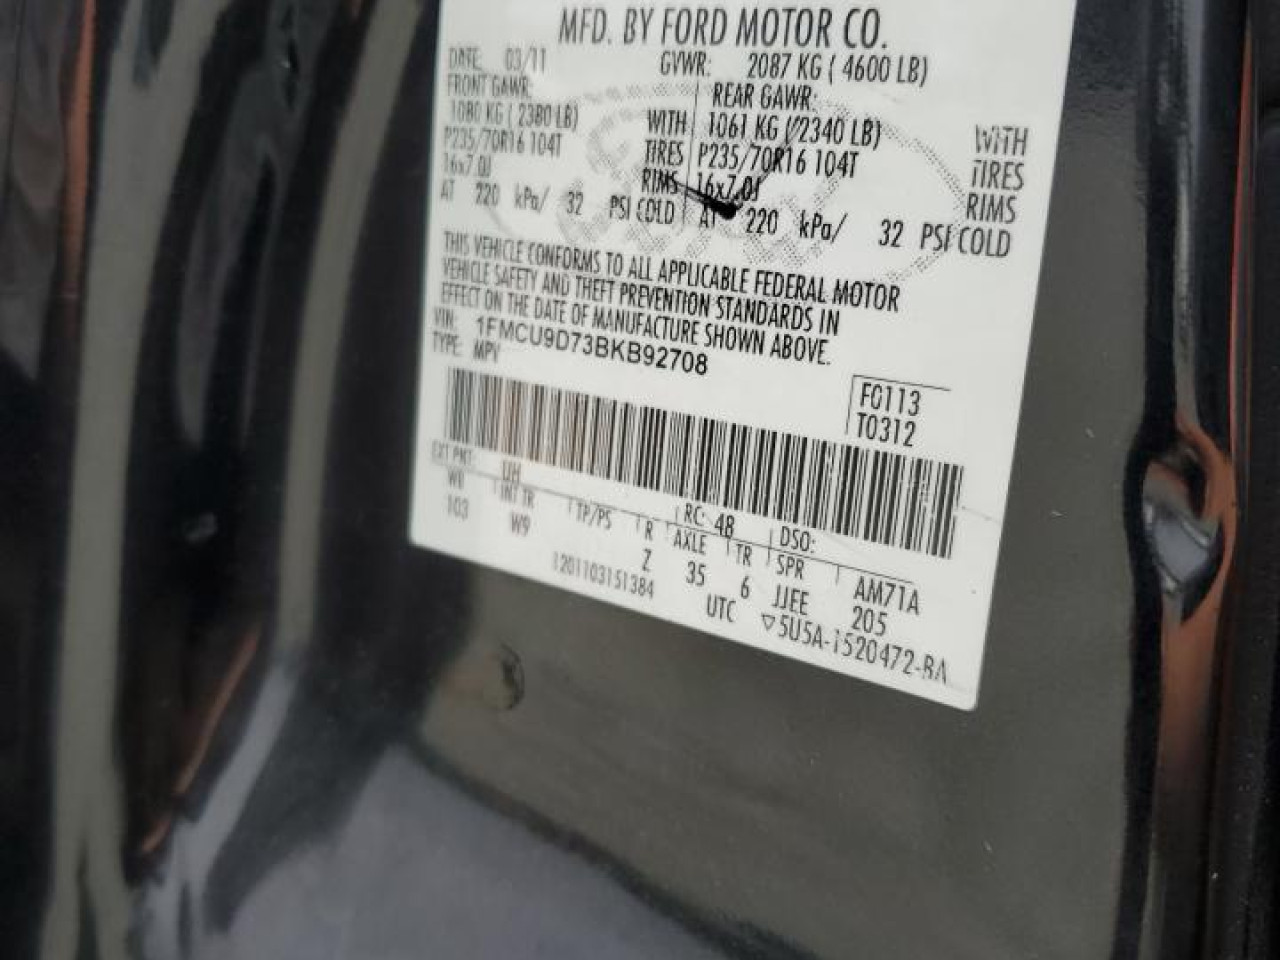 MFD. BY FORD MOTOR CO.
DATE: 03/11 GVWR: 2087 KG ( 4600 LB)
FRONT GAWR: REAR GAWR:
1080 KG ( 2380 LB) WITH 1061 KG ( 2340 LB) WITH
P235/70R16 104T TIRES P235/70R16 104T TIRES
16x7.0J RIMS 16x7.0J RIMS
AT 220 kPa/ 32 PSI COLD AT 220 kPa/ 32 PSI COLD
THIS VEHICLE CONFORMS TO ALL APPLICABLE FEDERAL MOTOR
VEHICLE SAFETY AND THEFT PREVENTION STANDARDS IN
EFFECT ON THE DATE OF MANUFACTURE SHOWN ABOVE.
VIN: 1FMCU9D73BKB92708
TYPE: MPV
F0113
T0312
EXT PNT: UH RC: 48 DSO:
WB INT TR TP/PS R AXLE TR SPR AM71A
103 W9 Z 35 6 JJEE 205
1201103151384 UTC ▽5U5A-1520472-BA